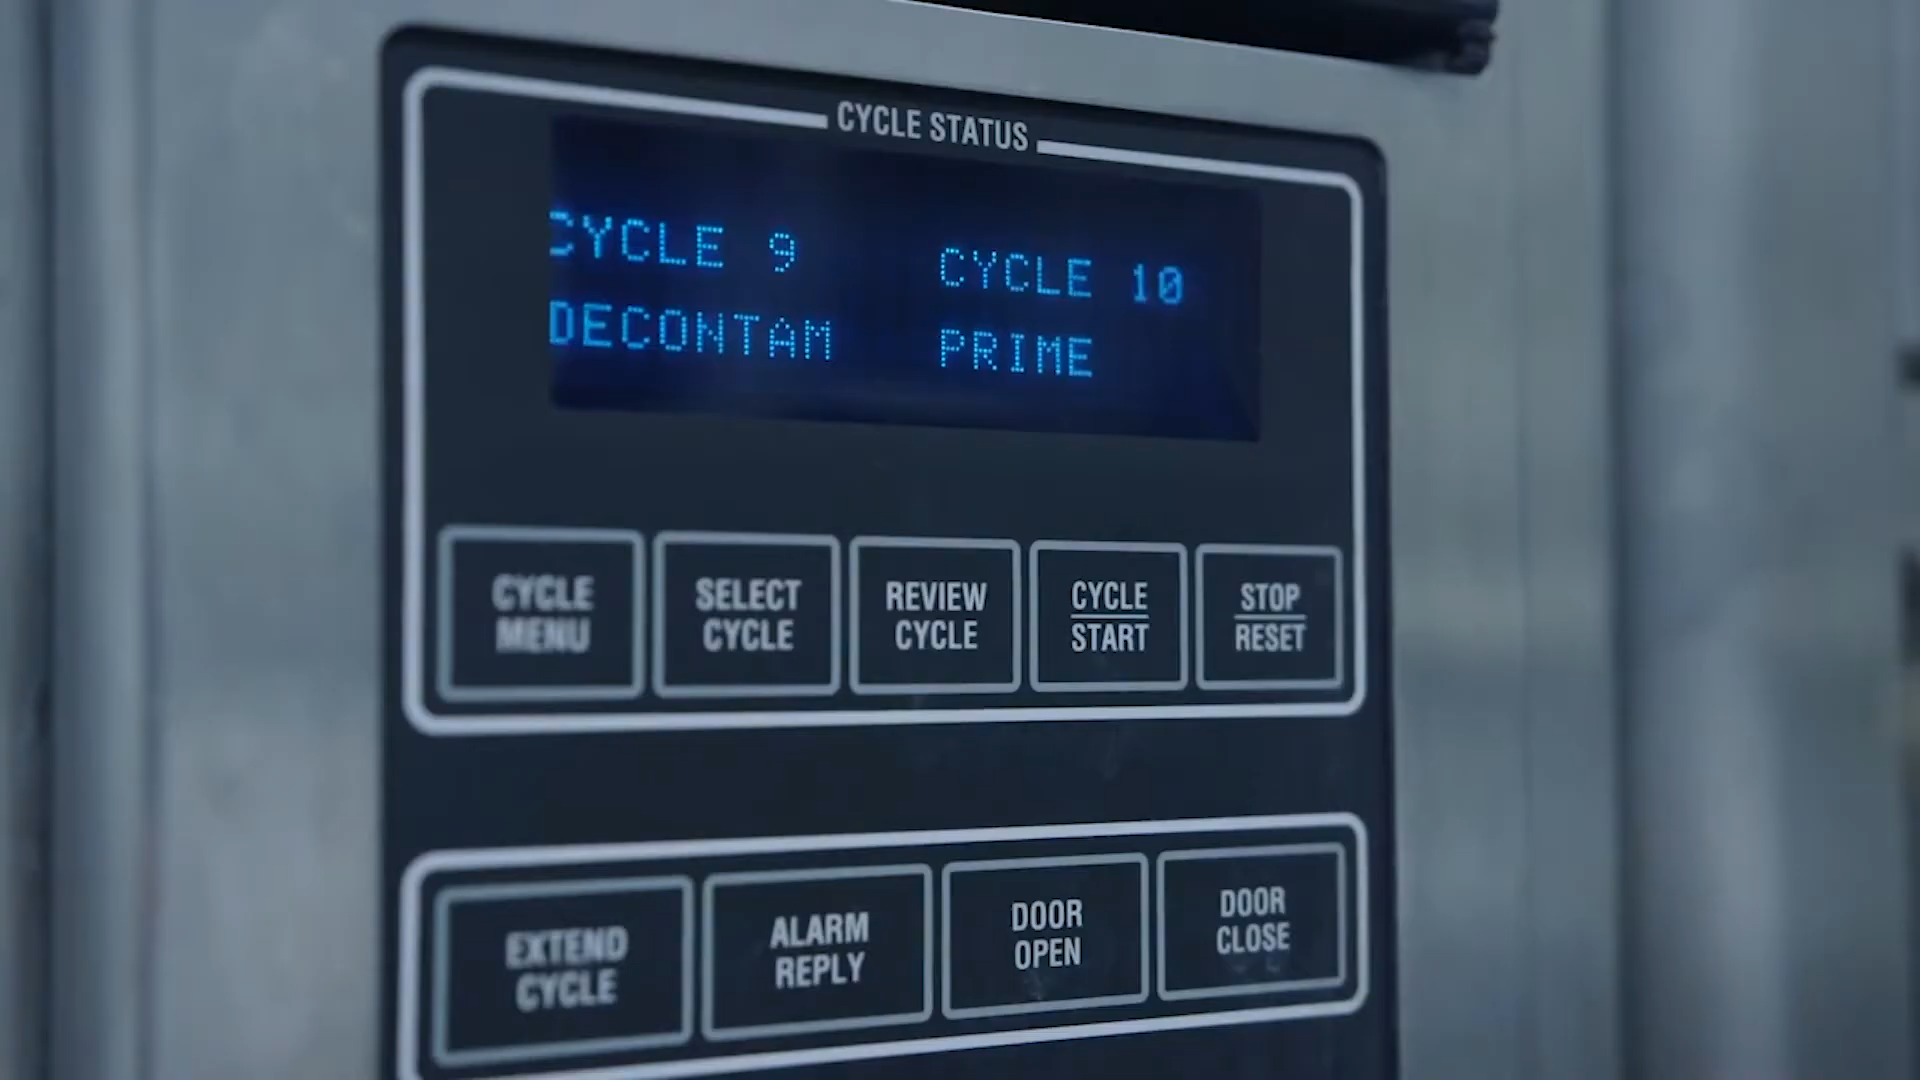 CYCLE STATUS
CYCLE 9 CYCLE 10
DECONTAM PRIME
CYCLE MENU
SELECT CYCLE
REVIEW CYCLE
CYCLE START
STOP RESET
EXTEND CYCLE
ALARM REPLY
DOOR OPEN
DOOR CLOSE